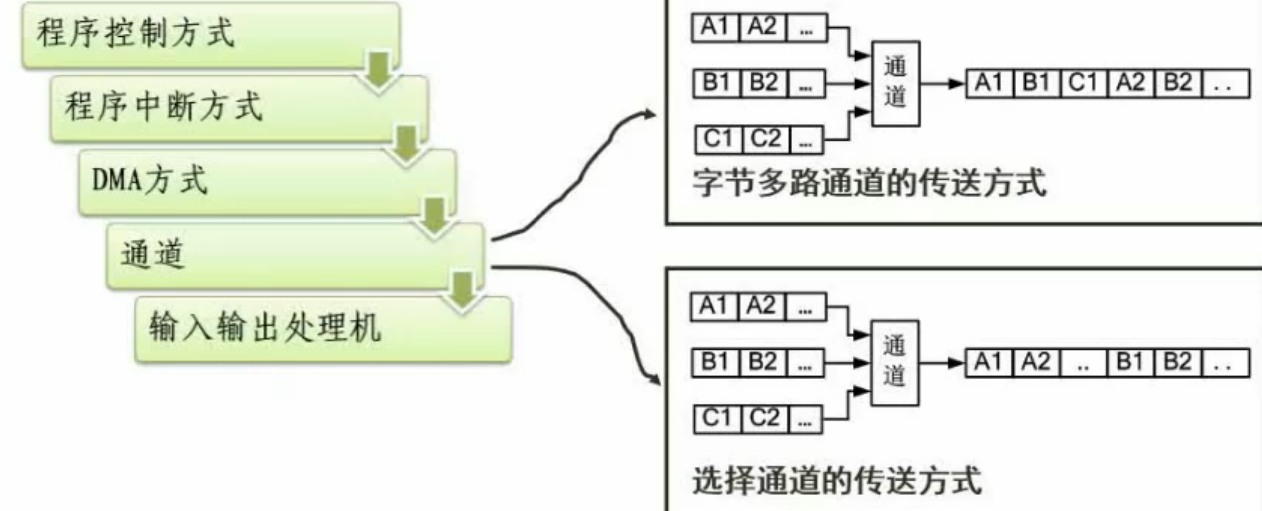 程序控制方式
程序中断方式
DMA方式
通道
输入输出处理机
A1 A2 ...
B1 B2 ...
C1 C2 ...
通道
A1 B1 C1 A2 B2 ..
字节多路通道的传送方式
A1 A2 ...
B1 B2 ...
C1 C2 ...
通道
A1 A2 .. B1 B2 ..
选择通道的传送方式